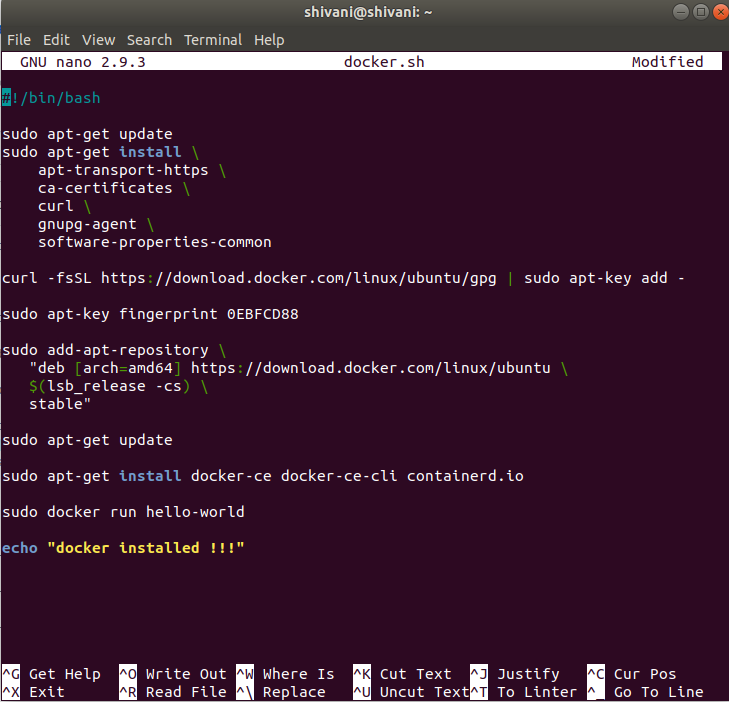 shivani@shivani: ~
File Edit View Search Terminal Help
GNU nano 2.9.3 docker.sh Modified
#!/bin/bash
sudo apt-get update
sudo apt-get install \
apt-transport-https \
ca-certificates \
curl \
gnupg-agent \
software-properties-common
curl -fsSL https://download.docker.com/linux/ubuntu/gpg | sudo apt-key add -
sudo apt-key fingerprint 0EBFCD88
sudo add-apt-repository \
"deb [arch=amd64] https://download.docker.com/linux/ubuntu \
$(lsb_release -cs) \
stable"
sudo apt-get update
sudo apt-get install docker-ce docker-ce-cli containerd.io
sudo docker run hello-world
echo "docker installed !!!"
^G Get Help ^O Write Out ^W Where Is ^K Cut Text ^J Justify ^C Cur Pos
^X Exit ^R Read File ^\ Replace ^U Uncut Text ^T To Linter ^_ Go To Line